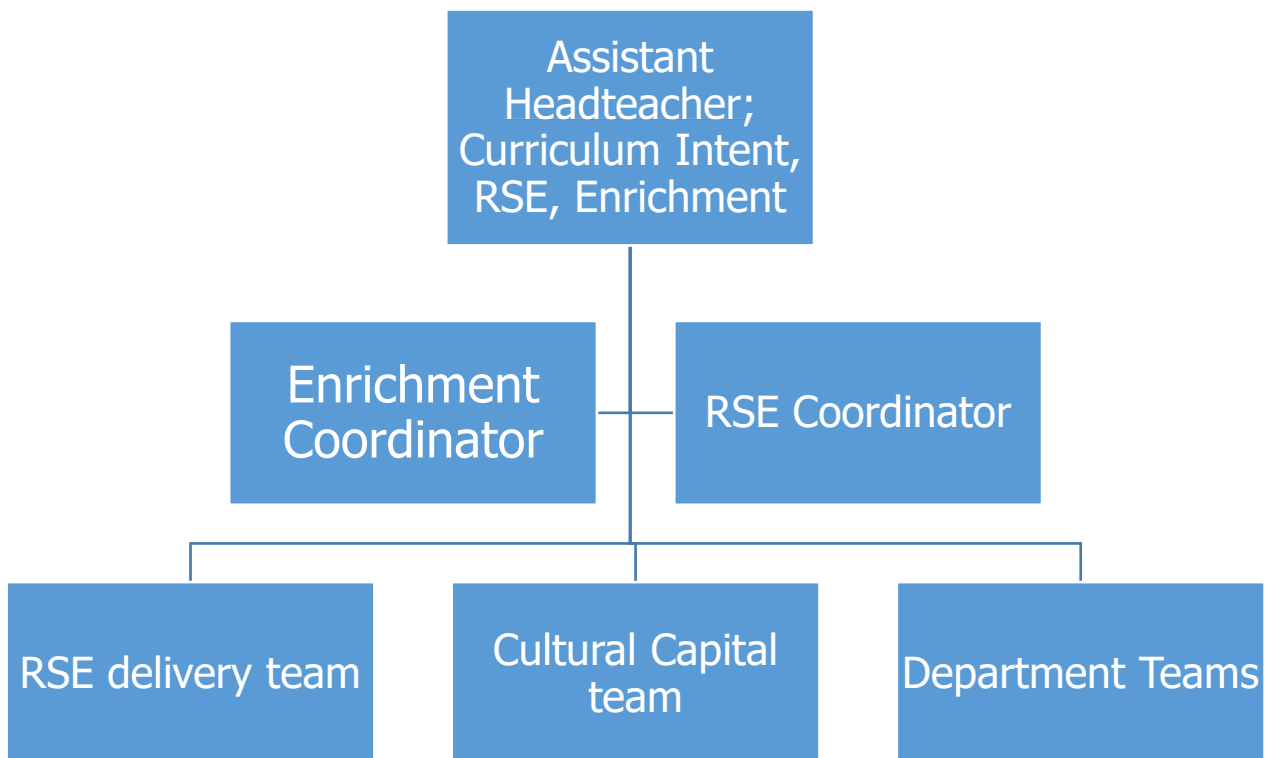 Assistant
Headteacher;
Curriculum Intent,
RSE, Enrichment
Enrichment
Coordinator
RSE Coordinator
RSE delivery team
Cultural Capital
team
Department Teams